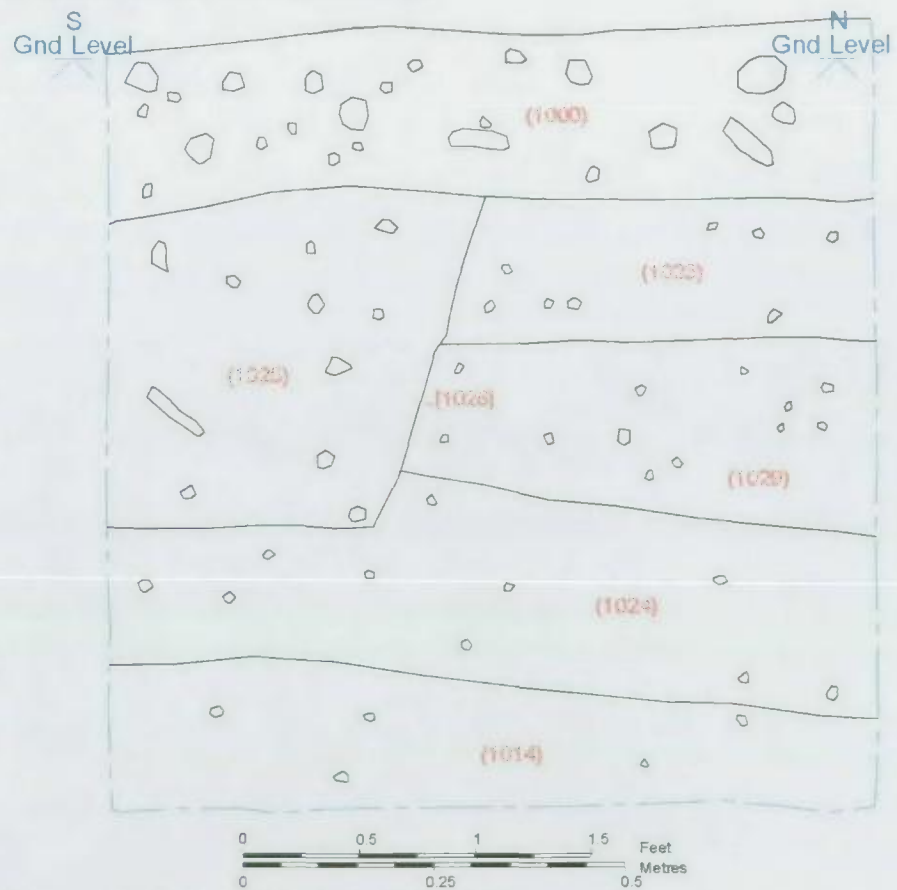 S
Gnd Level
N
Gnd Level
(1000)
(1025)
[1026]
(1029)
(1024)
(1014)
0 0.5 1 1.5 Feet
Metres
0 0.25 0.5